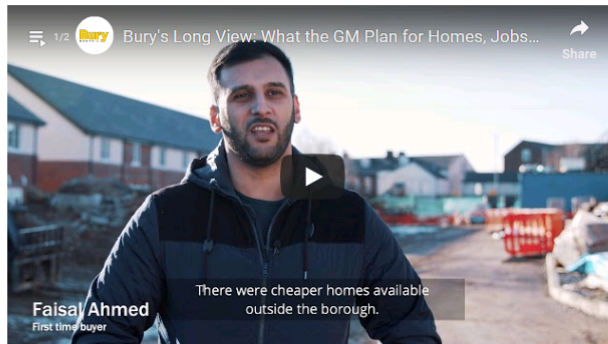 1/2
Bury
Bury's Long View: What the GM Plan for Homes, Jobs...
Share
There were cheaper homes available
outside the borough.
Faisal Ahmed
First time buyer